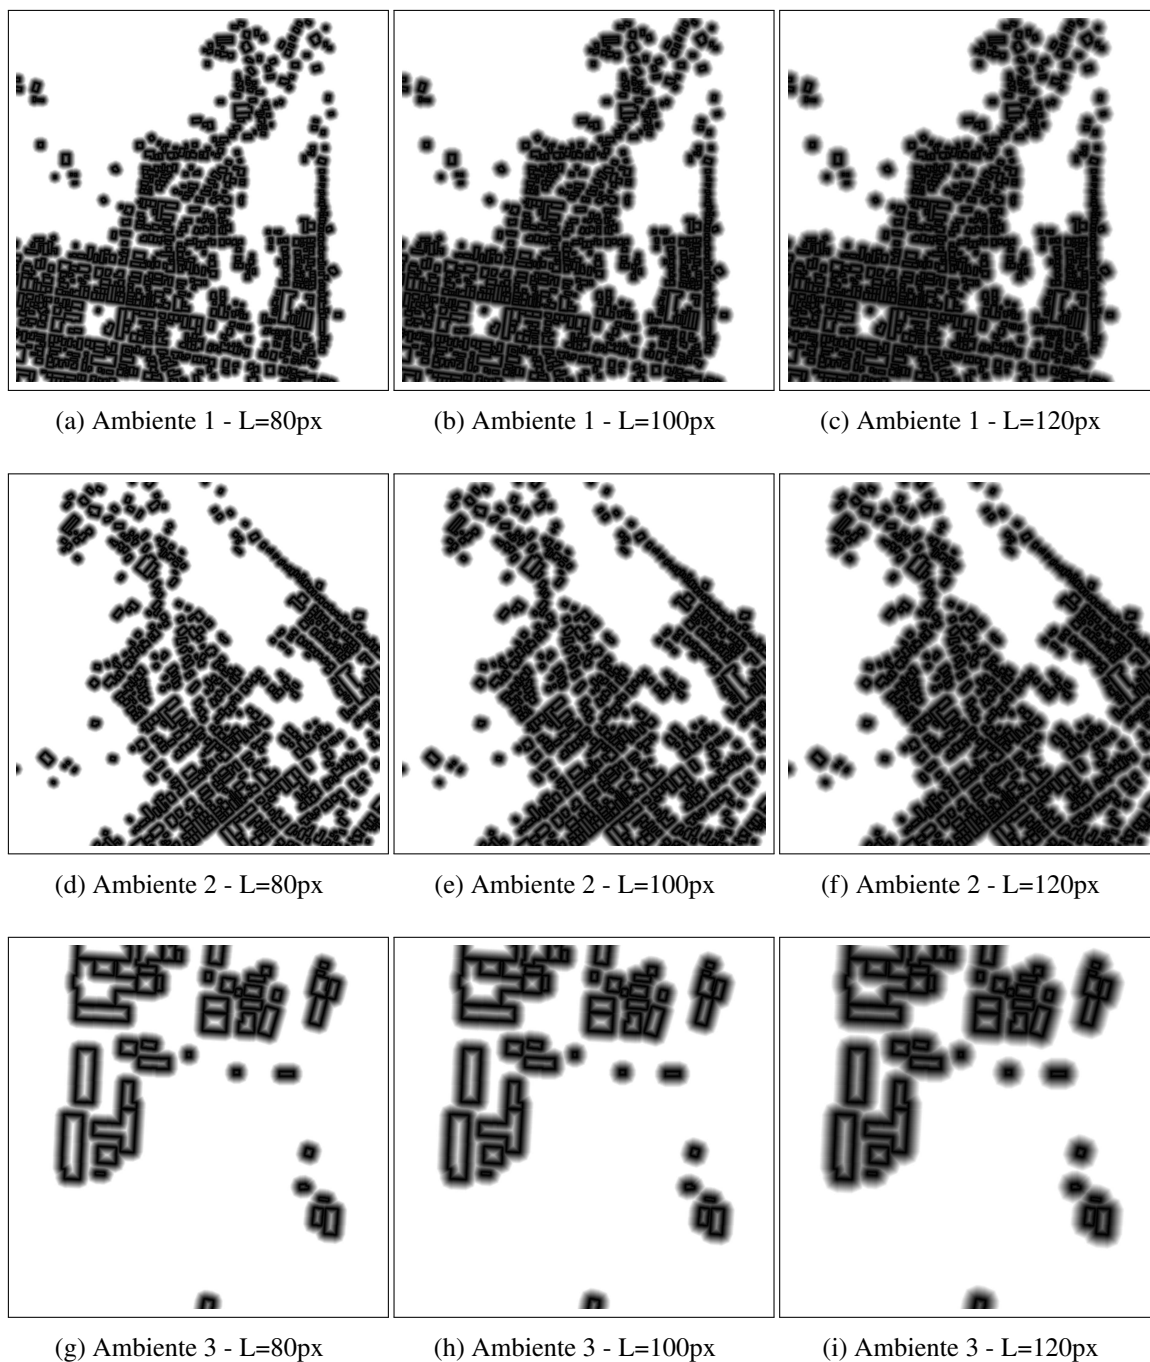 (a) Ambiente 1 - L=80px
(b) Ambiente 1 - L=100px
(c) Ambiente 1 - L=120px
(d) Ambiente 2 - L=80px
(e) Ambiente 2 - L=100px
(f) Ambiente 2 - L=120px
(g) Ambiente 3 - L=80px
(h) Ambiente 3 - L=100px
(i) Ambiente 3 - L=120px